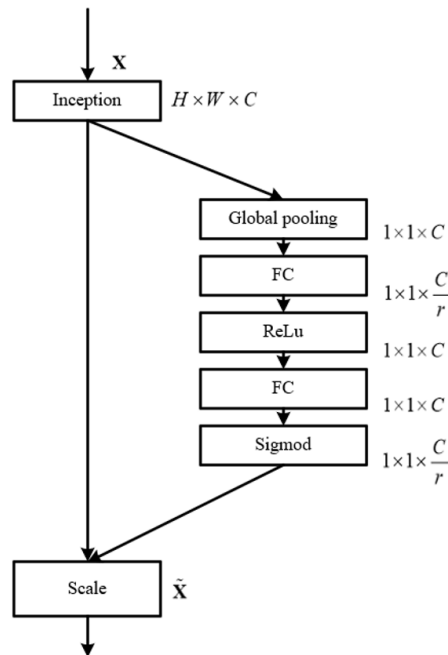 X
Inception
H × W × C
Global pooling
1×1×C
FC
1×1×C/r
ReLu
1×1×C
FC
1×1×C
Sigmod
1×1×C/r
Scale
X̃